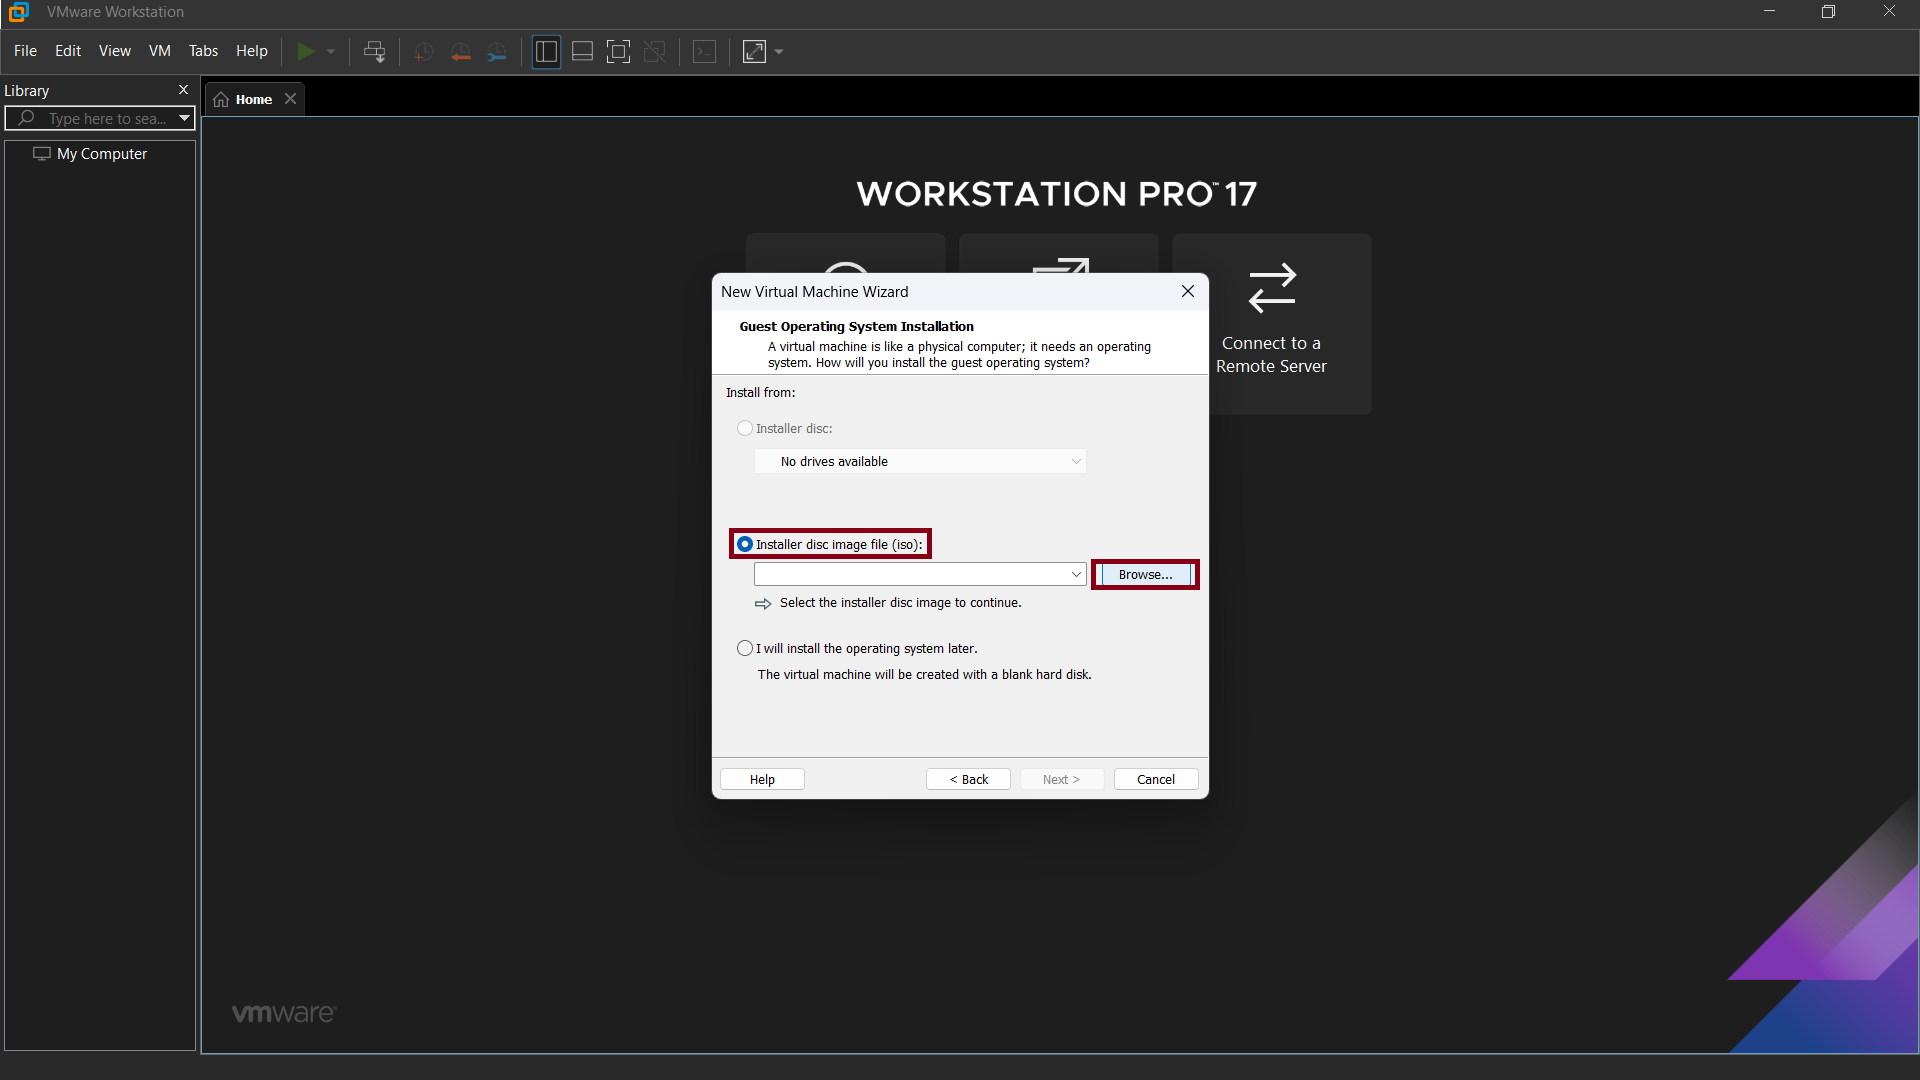 VMware Workstation
File Edit View VM Tabs Help
Library
Type here to sea...
My Computer
Home
WORKSTATION PRO™ 17
Connect to a
Remote Server
New Virtual Machine Wizard
Guest Operating System Installation
A virtual machine is like a physical computer; it needs an operating
system. How will you install the guest operating system?
Install from:
Installer disc:
No drives available
Installer disc image file (iso):
Browse...
Select the installer disc image to continue.
I will install the operating system later.
The virtual machine will be created with a blank hard disk.
Help
< Back
Next >
Cancel
vmware